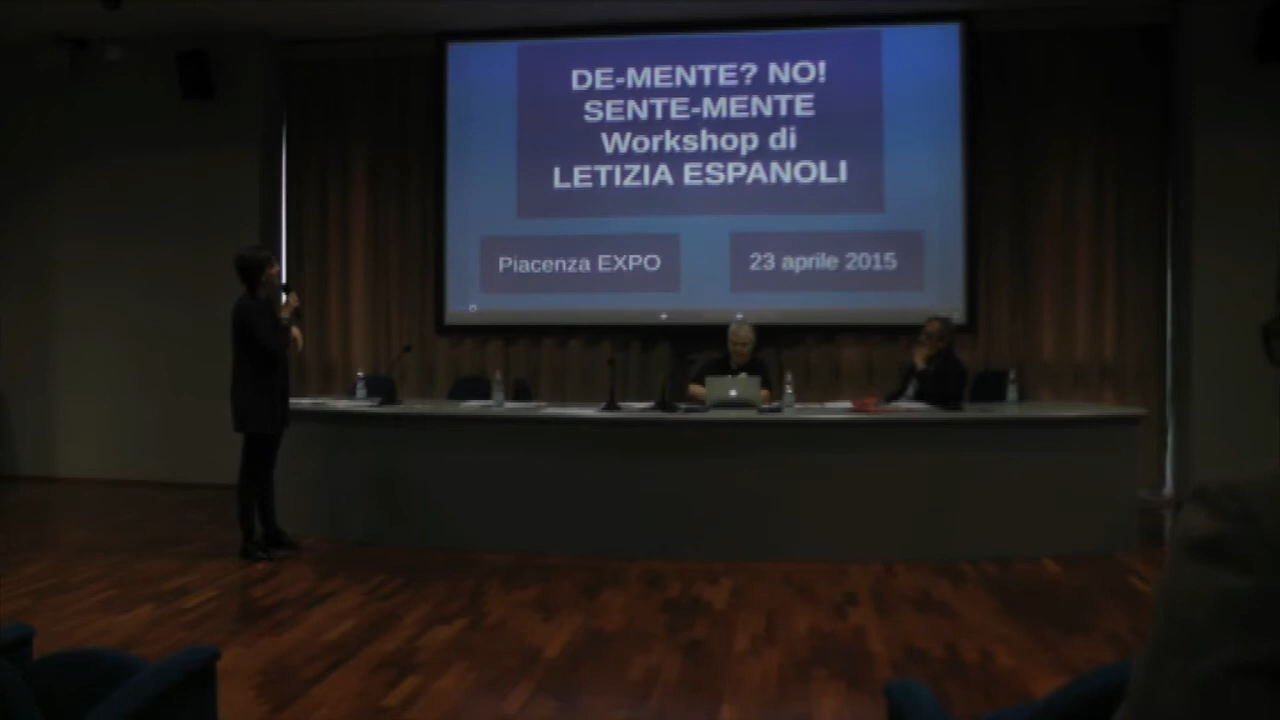 DE-MENTE? NO!
SENTE-MENTE
Workshop di
LETIZIA ESPANOLI
Piacenza EXPO
23 aprile 2015